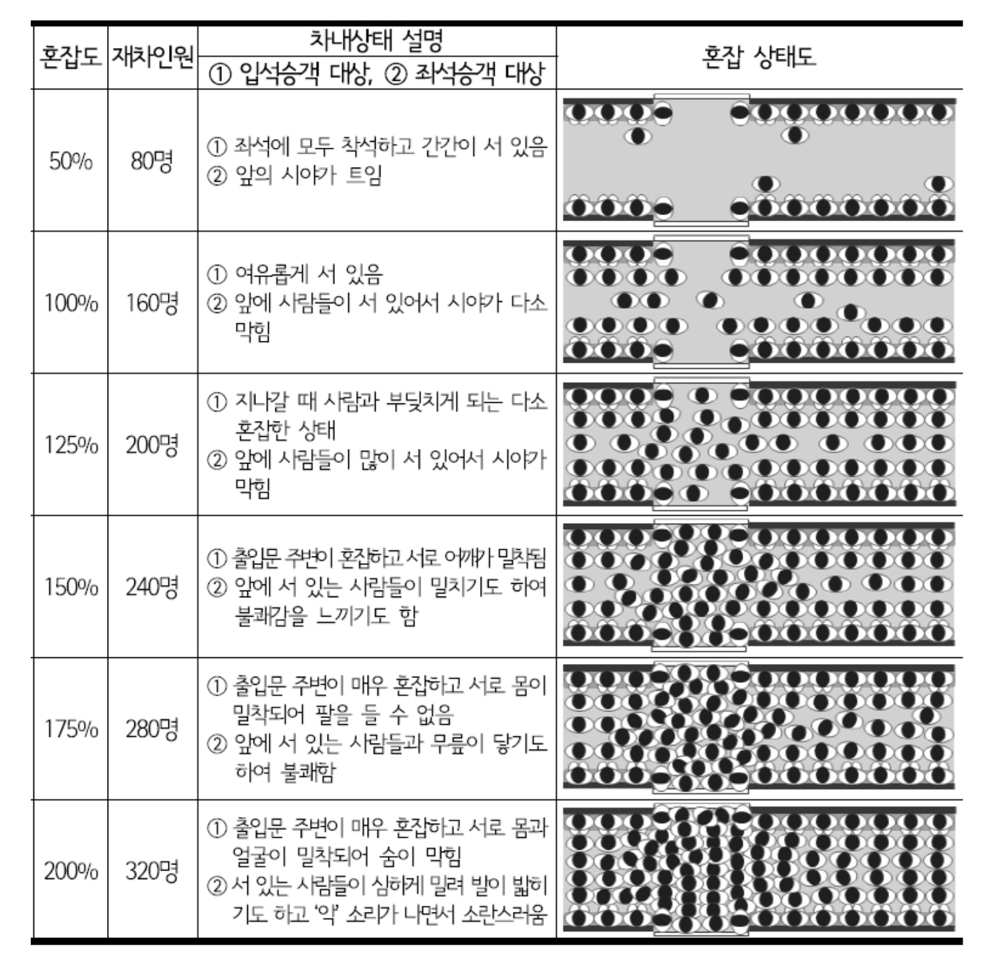 혼잡도 재차인원 차내상태 설명 혼잡 상태도
① 입석승객 대상, ② 좌석승객 대상
50% 80명
① 좌석에 모두 착석하고 간간이 서 있음
② 앞의 시야가 트임
100% 160명
① 여유롭게 서 있음
② 앞에 사람들이 서 있어서 시야가 다소
막힘
125% 200명
① 지나갈 때 사람과 부딪치게 되는 다소
혼잡한 상태
② 앞에 사람들이 많이 서 있어서 시야가
막힘
150% 240명
① 출입문 주변이 혼잡하고 서로 어깨가 밀착됨
② 앞에 서 있는 사람들이 밀치기도 하여
불쾌감을 느끼기도 함
175% 280명
① 출입문 주변이 매우 혼잡하고 서로 몸이
밀착되어 팔을 들 수 없음
② 앞에 서 있는 사람들과 무릎이 닿기도
하여 불쾌함
200% 320명
① 출입문 주변이 매우 혼잡하고 서로 몸과
얼굴이 밀착되어 숨이 막힘
② 서 있는 사람들이 심하게 밀려 발이 밟히
기도 하고 ‘악’ 소리가 나면서 소란스러움